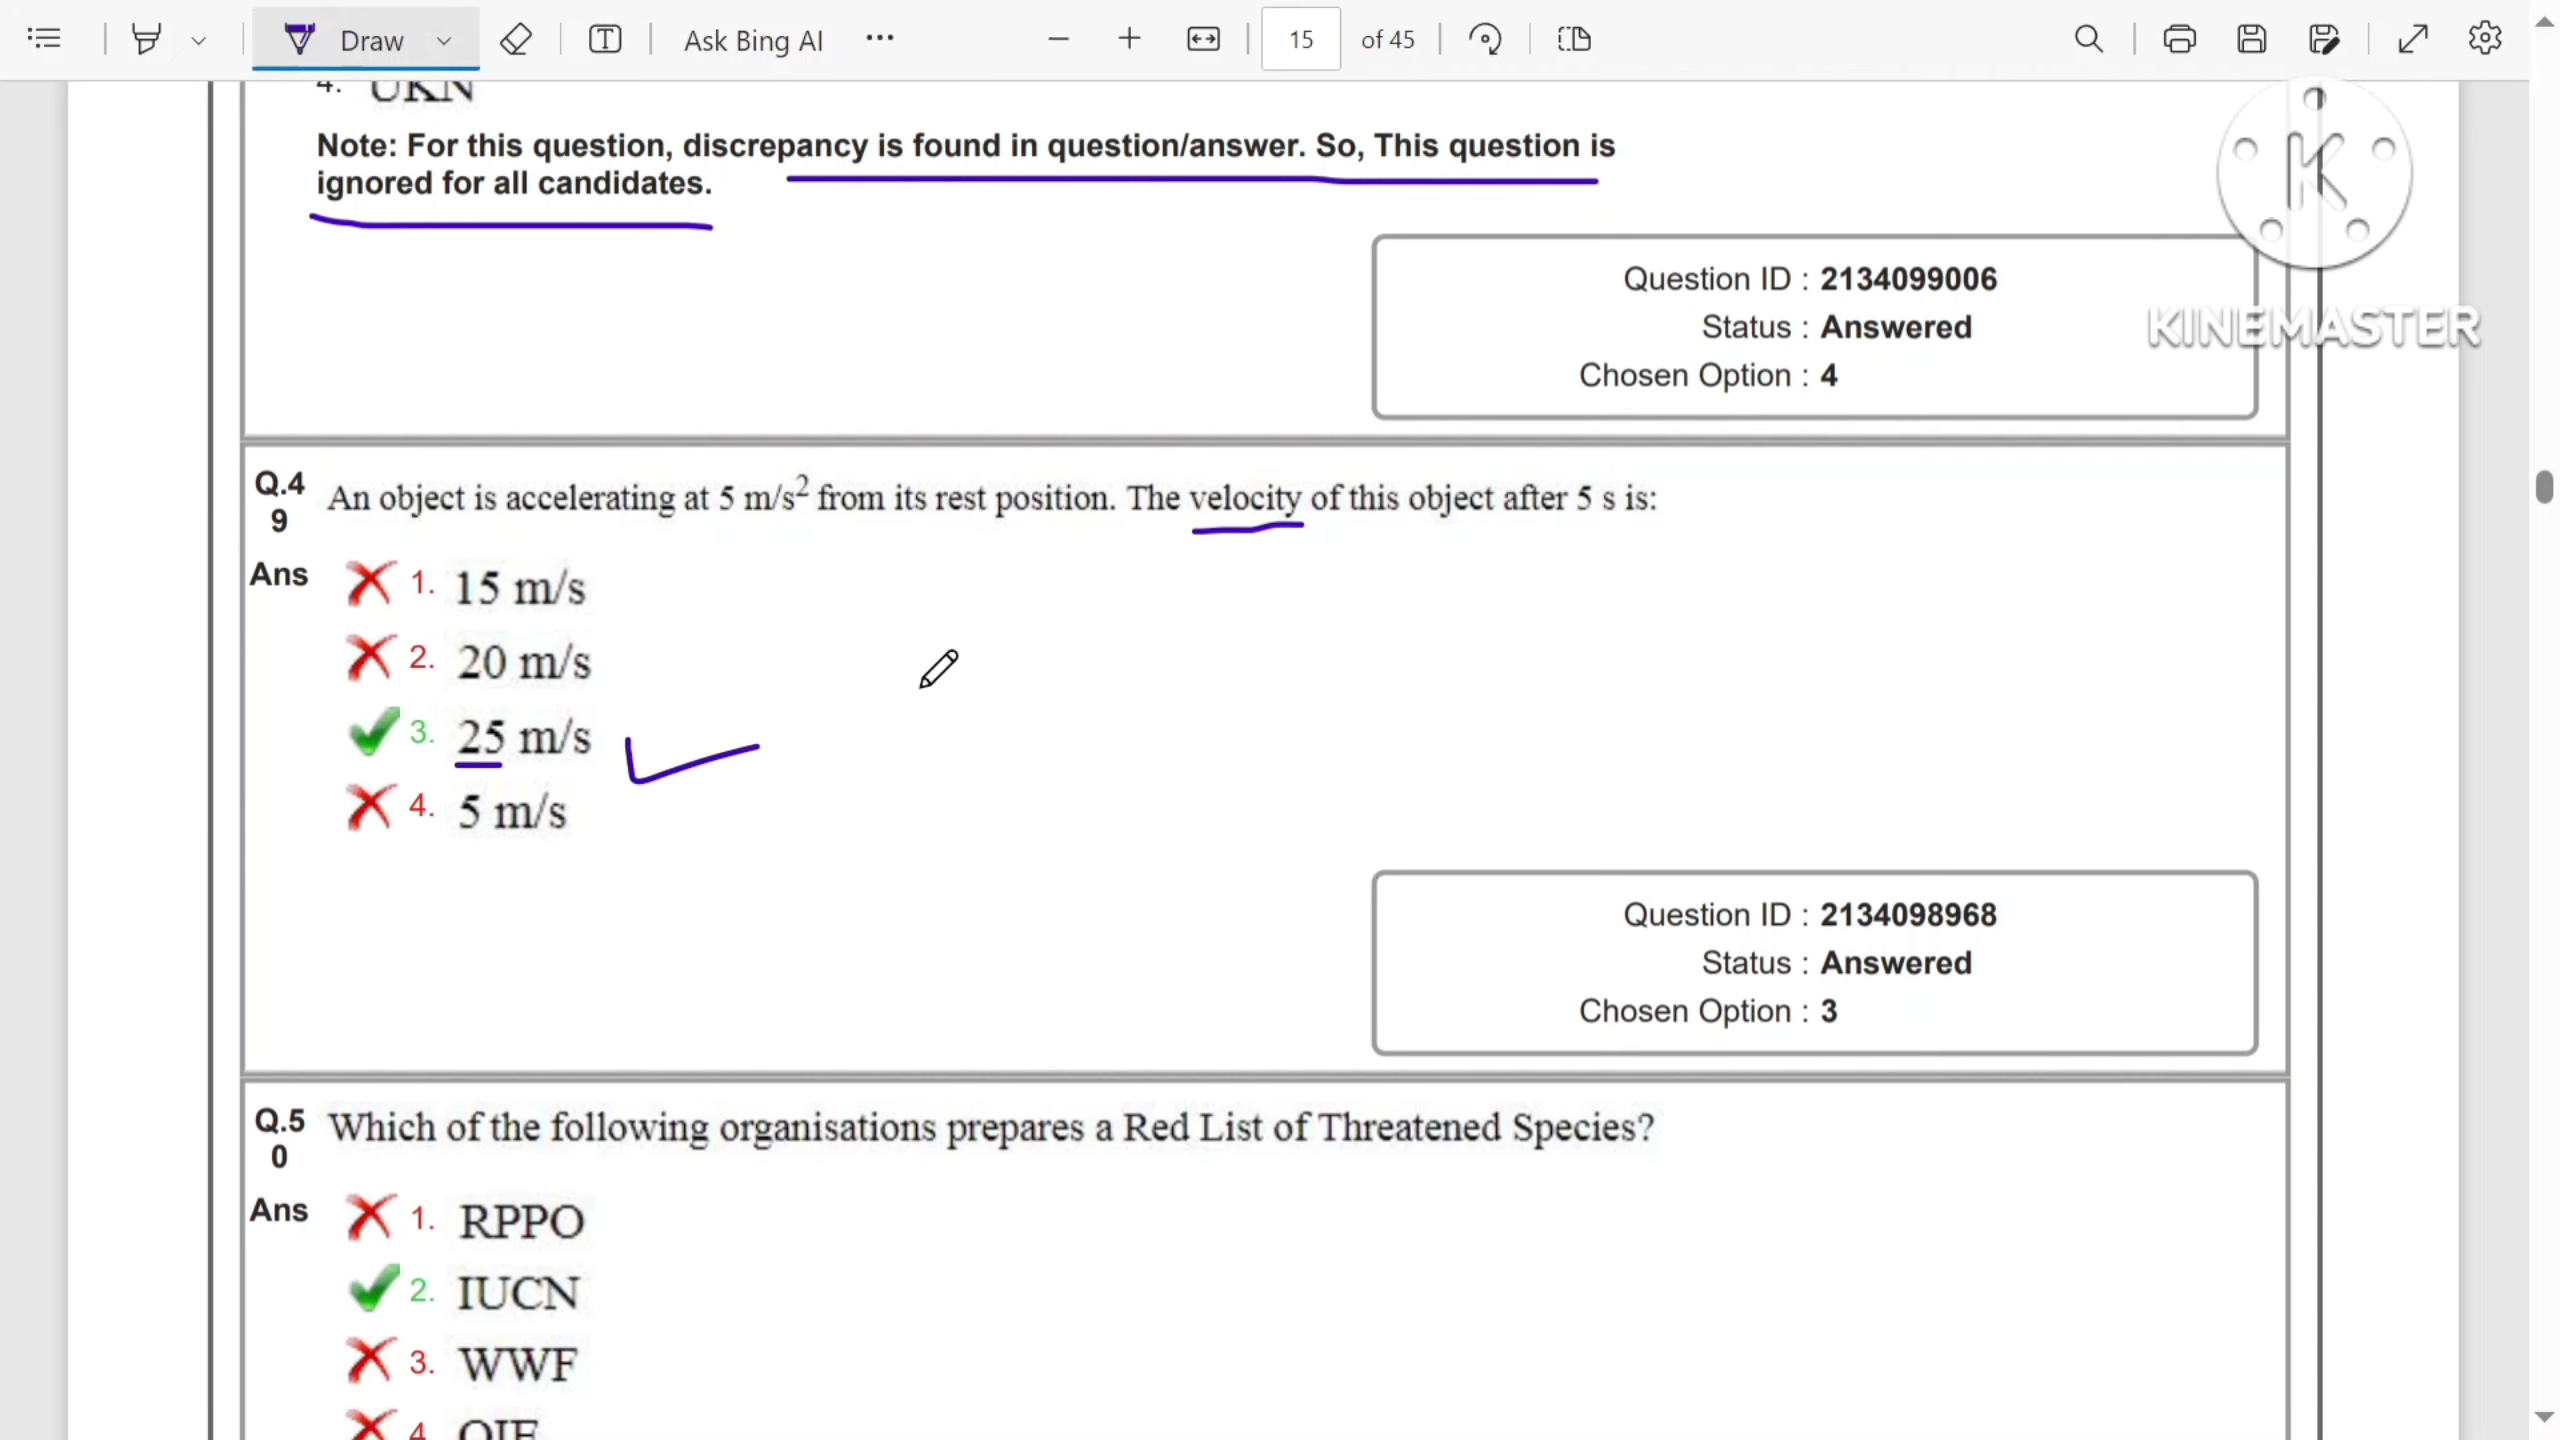 Draw
Ask Bing AI
15
of 45
4. UKN
Note: For this question, discrepancy is found in question/answer. So, This question is
ignored for all candidates.
K
KINEMASTER
Question ID : 2134099006
Status : Answered
Chosen Option : 4
Q.4
9
An object is accelerating at 5 m/s² from its rest position. The velocity of this object after 5 s is:
Ans
1. 15 m/s
2. 20 m/s
3. 25 m/s
4. 5 m/s
Question ID : 2134098968
Status : Answered
Chosen Option : 3
Q.5
0
Which of the following organisations prepares a Red List of Threatened Species?
Ans
1. RPPO
2. IUCN
3. WWF
4. OIE